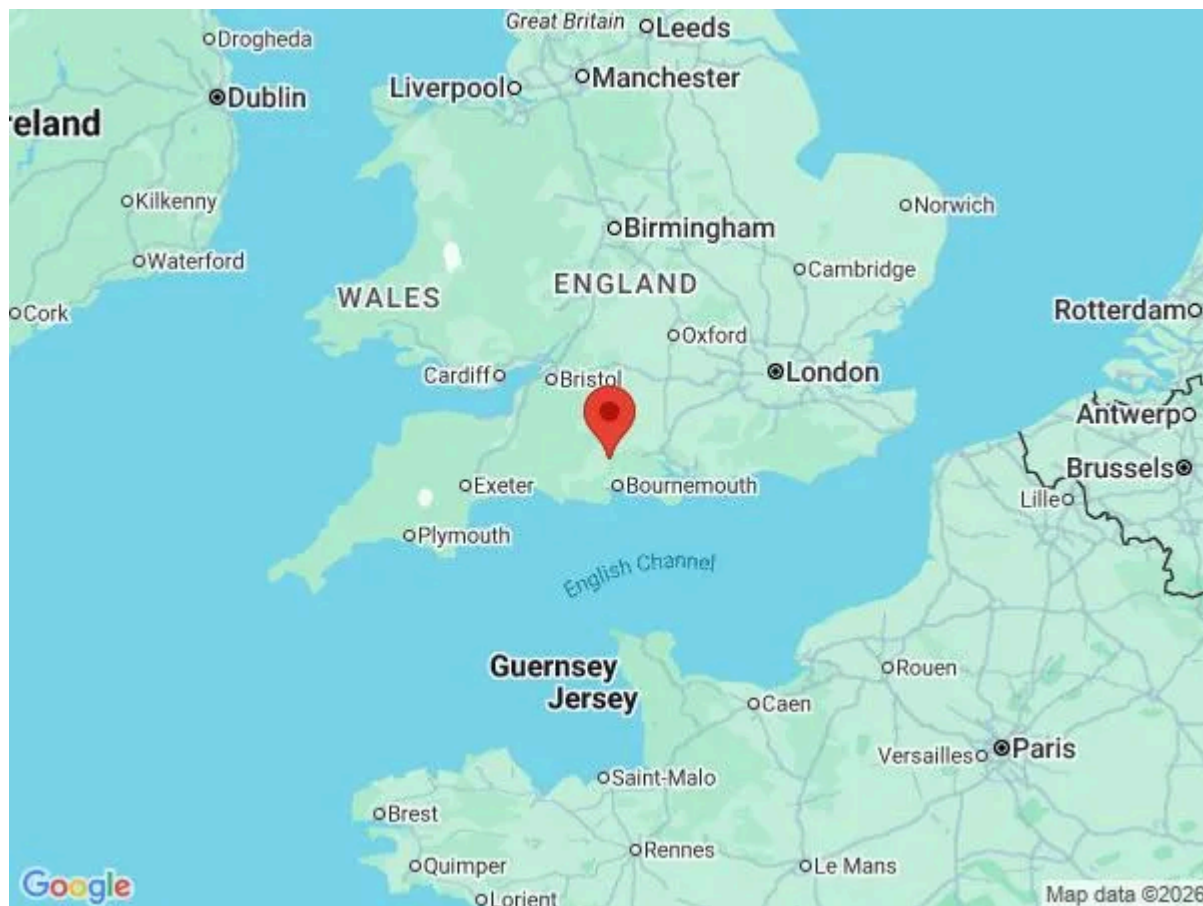 Great Britain
Leeds
Drogheda
Manchester
Liverpool
Dublin
reland
Kilkenny
Norwich
Birmingham
Waterford
Cambridge
ENGLAND
WALES
Cork
Rotterdam
Oxford
London
Cardiff
Bristol
Antwerp
Brussels
Exeter
Bournemouth
Lille
Plymouth
English Channel
Guernsey
Rouen
Jersey
Caen
Paris
Versailles
Saint-Malo
Brest
Rennes
Quimper
Le Mans
Lorient
Google
Map data ©2026